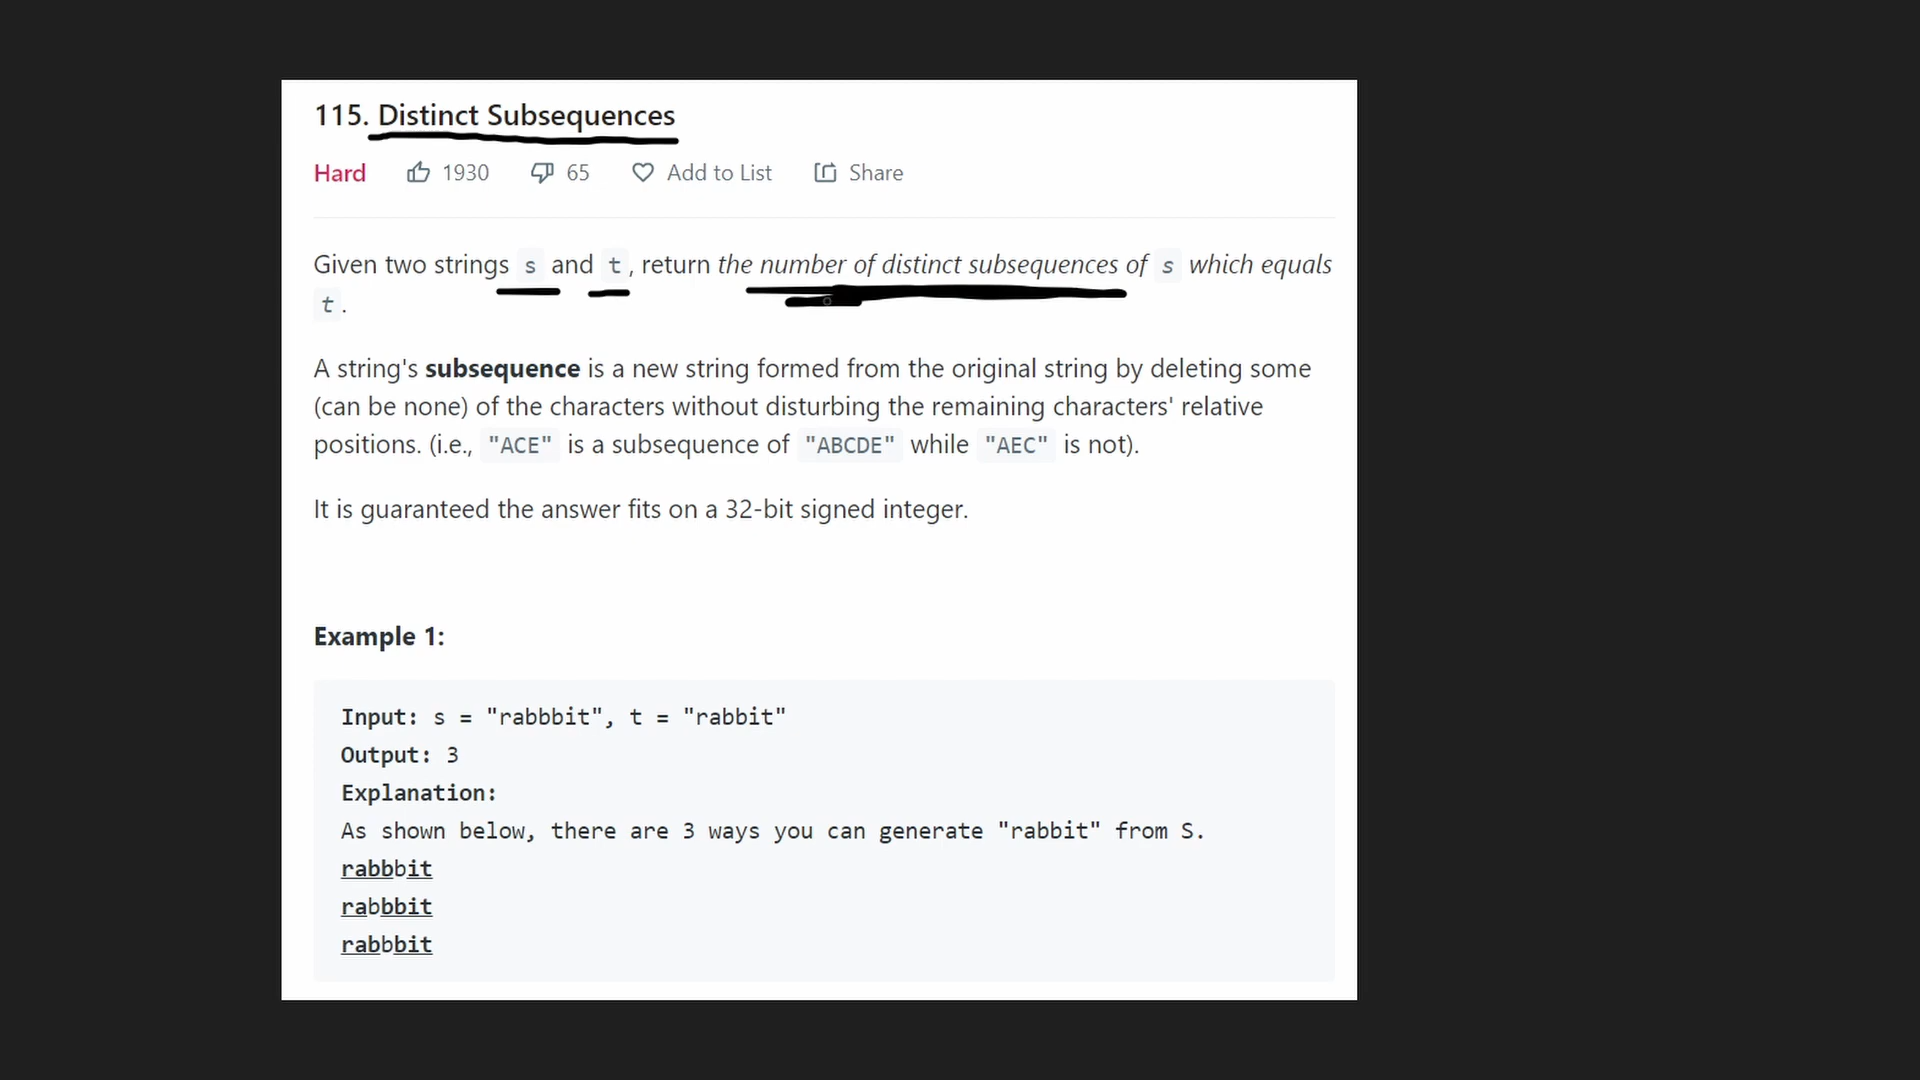 115. Distinct Subsequences
Hard 1930 65 Add to List Share
Given two strings s and t, return the number of distinct subsequences of s which equals
t.
A string's subsequence is a new string formed from the original string by deleting some
(can be none) of the characters without disturbing the remaining characters' relative
positions. (i.e., "ACE" is a subsequence of "ABCDE" while "AEC" is not).
It is guaranteed the answer fits on a 32-bit signed integer.
Example 1:
Input: s = "rabbbit", t = "rabbit"
Output: 3
Explanation:
As shown below, there are 3 ways you can generate "rabbit" from S.
rabbbit
rabbbit
rabbbit